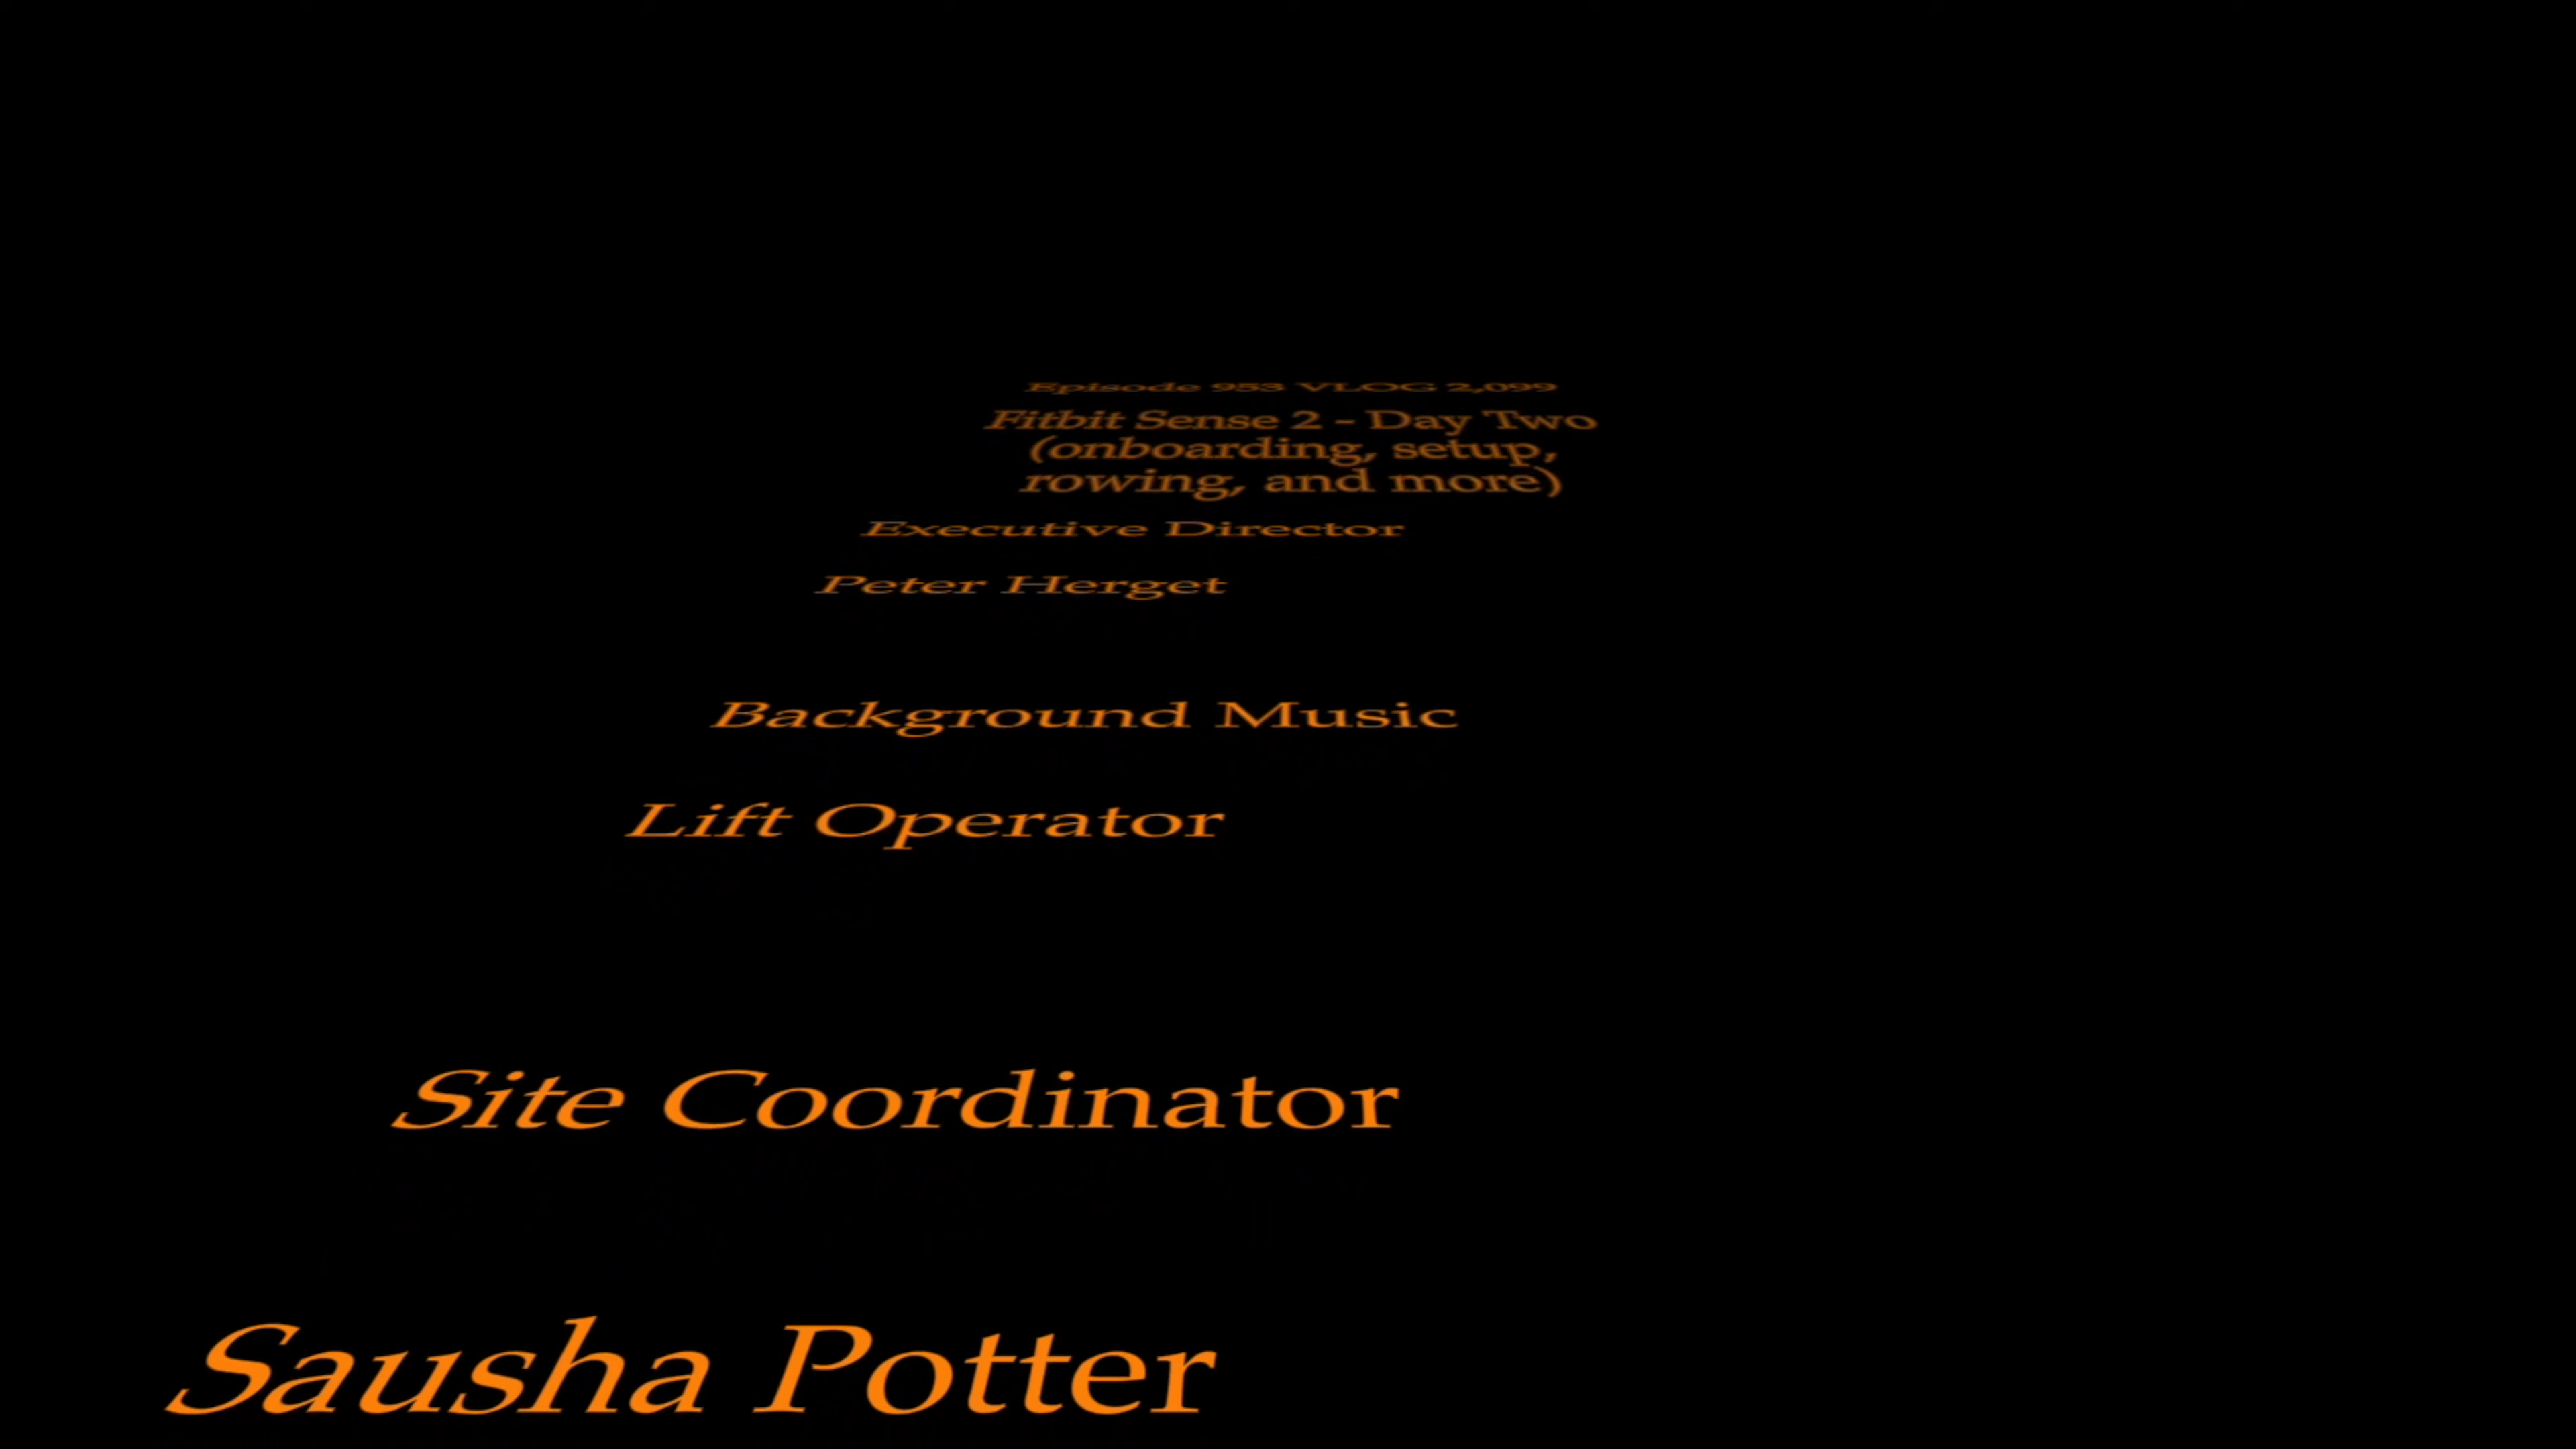 Episode 953 VLOG 2,099
Fitbit Sense 2 - Day Two
(onboarding, setup,
rowing, and more)
Executive Director
Peter Herget
Background Music
Lift Operator
Site Coordinator
Sausha Potter